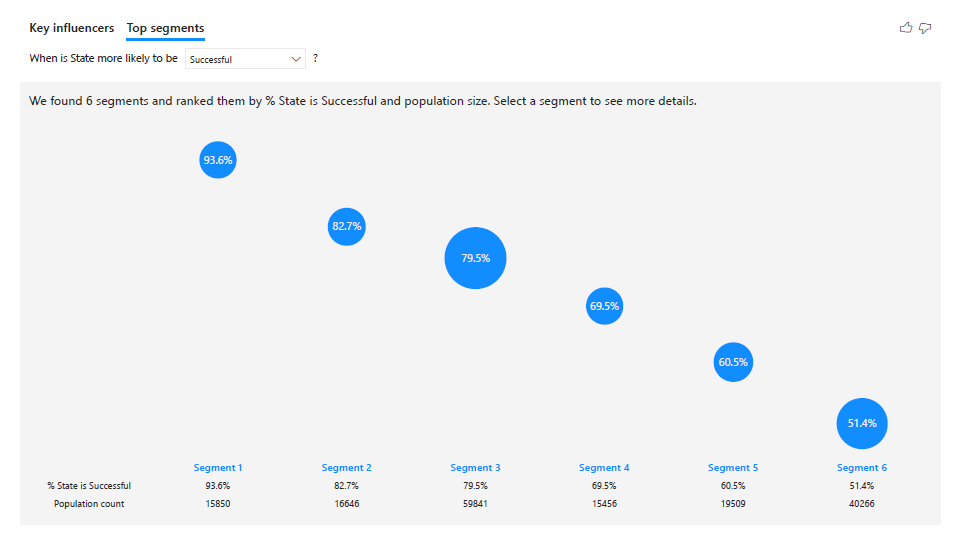 Key influencers Top segments
When is State more likely to be Successful ?
We found 6 segments and ranked them by % State is Successful and population size. Select a segment to see more details.
93.6%
82.7%
79.5%
69.5%
60.5%
51.4%
Segment 1 Segment 2 Segment 3 Segment 4 Segment 5 Segment 6
% State is Successful 93.6% 82.7% 79.5% 69.5% 60.5% 51.4%
Population count 15850 16646 59841 15456 19509 40266